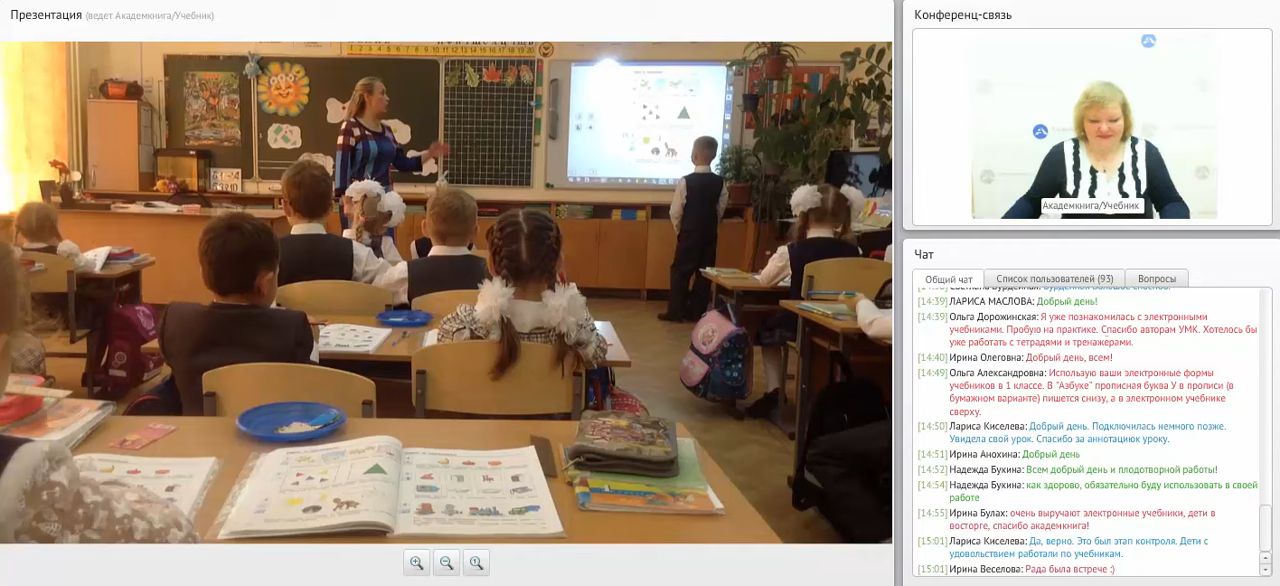 Презентация (ведет Академкнига/Учебник)
Конференц-связь
Академкнига/Учебник
Чат
Общий чат
Список пользователей (93)
Вопросы
[14:39] ЛАРИСА МАСЛОВА: Добрый день!
[14:39] Ольга Дорожинская: Я уже познакомилась с электронными
учебниками. Пробую на практике. Спасибо авторам УМК. Хотелось бы
уже работать с тетрадями и тренажерами.
[14:40] Ирина Олеговна: Добрый день, всем!
[14:49] Ольга Александровна: Использую ваши электронные формы
учебников в 1 классе. В "Азбуке" прописная буква У в прописи (в
бумажном варианте) пишется снизу, а в электронном учебнике
сверху.
[14:50] Лариса Киселева: Добрый день. Подключилась немного позже.
Увидела свой урок. Спасибо за аннотациюк уроку.
[14:51] Ирина Анохина: Добрый день
[14:52] Надежда Букина: Всем добрый день и плодотворной работы!
[14:54] Надежда Букина: как здорово, обязательно буду использовать в своей
работе
[14:55] Ирина Булах: очень выручают электронные учебники, дети в
восторге, спасибо академкнига!
[15:01] Лариса Киселева: Да, верно. Это был этап контроля. Дети с
удовольствием работали по учебникам.
[15:01] Ирина Веселова: Рада была встрече :)